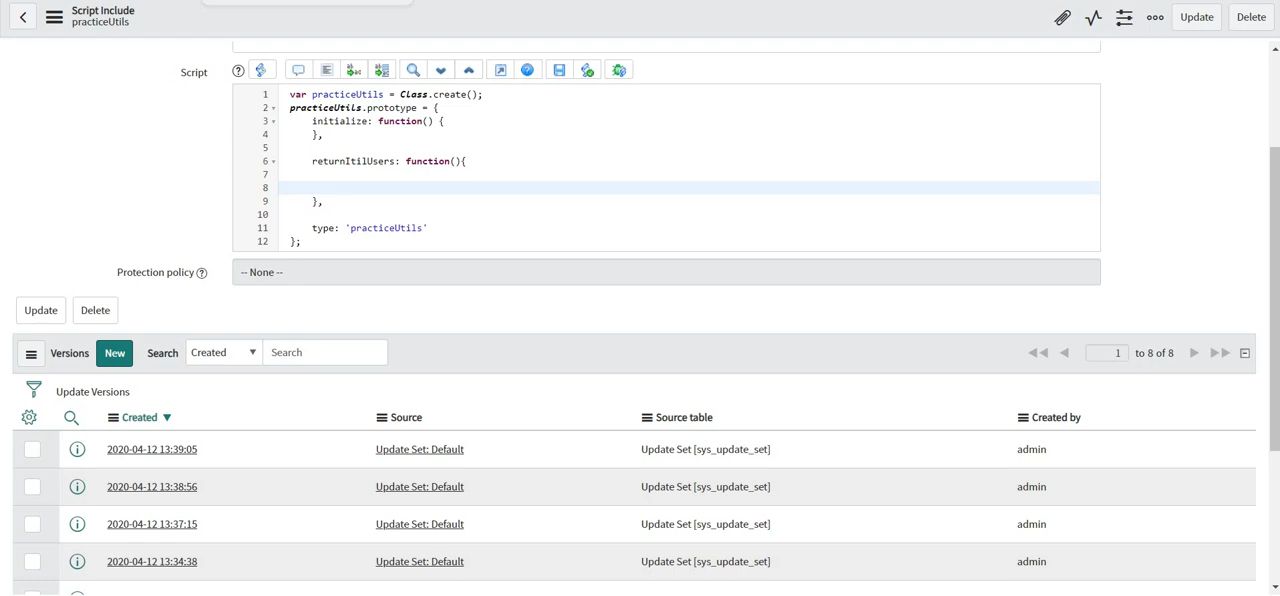 Script Include
practiceUtils
Update
Delete
Script
1 var practiceUtils = Class.create();
2 practiceUtils.prototype = {
3 initialize: function() {
4 },
5
6 returnItilUsers: function(){
7
8
9 },
10
11 type: 'practiceUtils'
12 };
Protection policy
-- None --
Update
Delete
Versions
New
Search
Created
Search
1 to 8 of 8
Update Versions
Created
Source
Source table
Created by
2020-04-12 13:39:05
Update Set: Default
Update Set [sys_update_set]
admin
2020-04-12 13:38:56
Update Set: Default
Update Set [sys_update_set]
admin
2020-04-12 13:37:15
Update Set: Default
Update Set [sys_update_set]
admin
2020-04-12 13:34:38
Update Set: Default
Update Set [sys_update_set]
admin